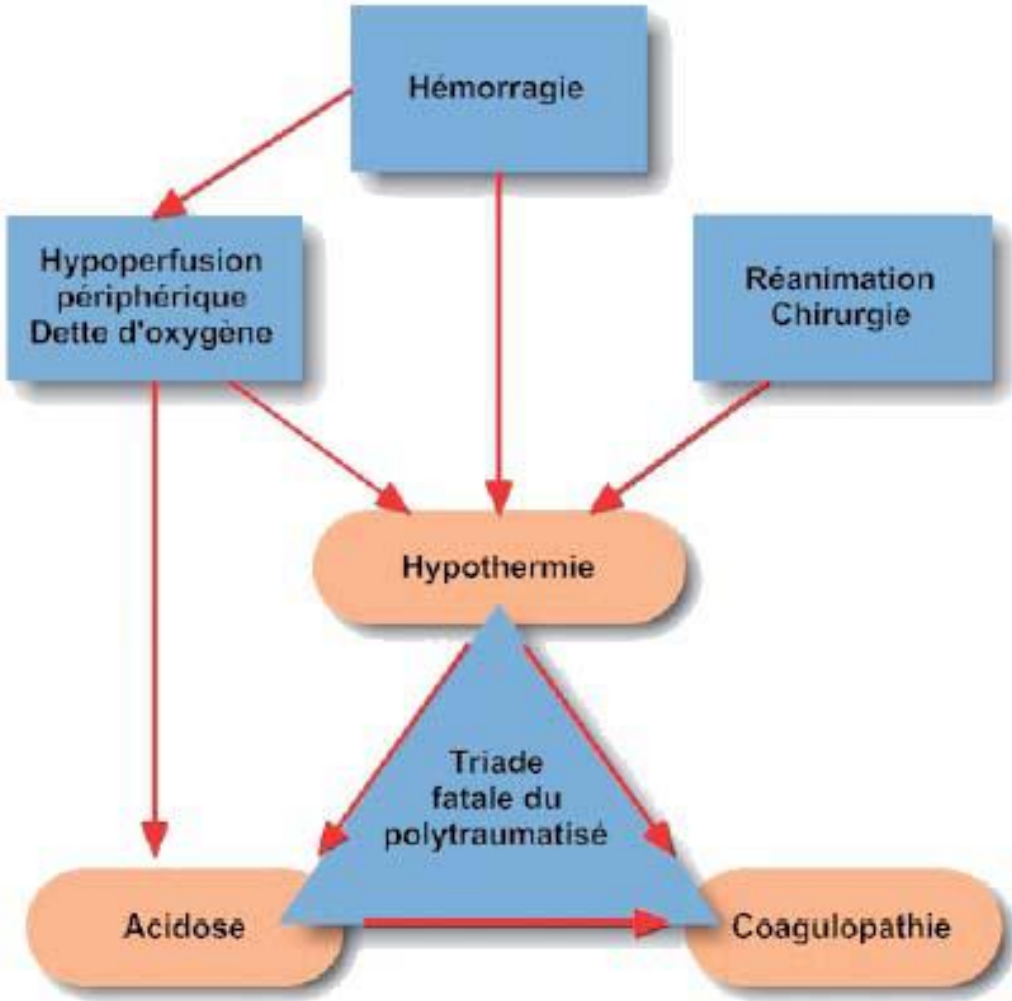 Hémorragie
Hypoperfusion
périphérique
Dette d'oxygène
Réanimation
Chirurgie
Hypothermie
Triade
fatale du
polytraumatisé
Acidose
Coagulopathie